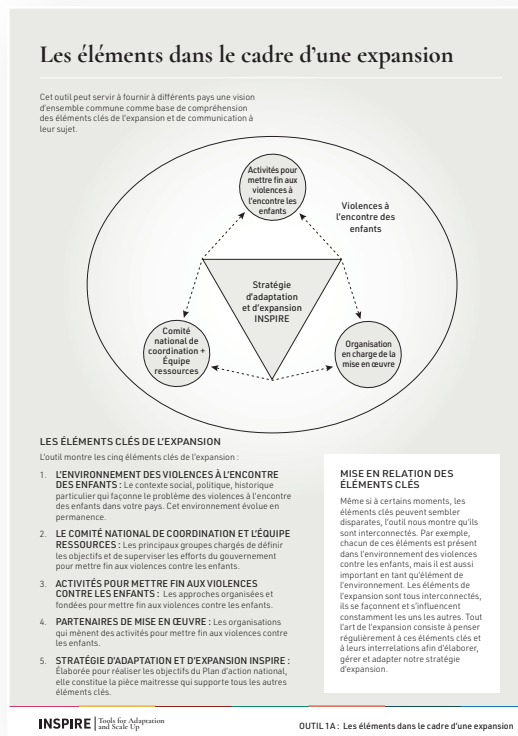 Les éléments dans le cadre d’une expansion
Cet outil peut servir à fournir à différents pays une vision
d’ensemble commune comme base de compréhension
des éléments clés de l’expansion et de communication à
leur sujet.
Activités pour
mettre fin aux
violences à
l’encontre les
enfants
Violences à
l’encontre des
enfants
Stratégie
d’adaptation
et d’expansion
INSPIRE
Comité
national de
coordination +
Équipe
ressources
Organisation
en charge de la
mise en œuvre
LES ÉLÉMENTS CLÉS DE L’EXPANSION
L’outil montre les cinq éléments clés de l’expansion :
1. L’ENVIRONNEMENT DES VIOLENCES À L’ENCONTRE
DES ENFANTS : Le contexte social, politique, historique
particulier qui façonne le problème des violences à l’encontre
des enfants dans votre pays. Cet environnement évolue en
permanence.
2. LE COMITÉ NATIONAL DE COORDINATION ET L’ÉQUIPE
RESSOURCES : Les principaux groupes chargés de définir
les objectifs et de superviser les efforts du gouvernement
pour mettre fin aux violences contre les enfants.
3. ACTIVITÉS POUR METTRE FIN AUX VIOLENCES
CONTRE LES ENFANTS : Les approches organisées et
fondées pour mettre fin aux violences contre les enfants.
4. PARTENAIRES DE MISE EN ŒUVRE : Les organisations
qui mènent des activités pour mettre fin aux violences contre
les enfants.
5. STRATÉGIE D’ADAPTATION ET D’EXPANSION INSPIRE :
Élaborée pour réaliser les objectifs du Plan d’action national,
elle constitue la pièce maitresse qui supporte tous les autres
éléments clés.
MISE EN RELATION DES
ÉLÉMENTS CLÉS
Même si à certains moments, les
éléments clés peuvent sembler
disparates, l’outil nous montre qu’ils
sont interconnectés. Par exemple,
chacun de ces éléments est présent
dans l’environnement des violences
contre les enfants, mais il est aussi
important en tant qu’élément de
l’environnement. Les éléments de
l’expansion sont tous interconnectés,
ils se façonnent et s’influencent
constamment les uns les autres. Tout
l’art de l’expansion consiste à penser
régulièrement à ces éléments clés et
à leurs interrelations afin d’élaborer,
gérer et adapter notre stratégie
d’expansion.
INSPIRE | Tools for Adaptation
and Scale Up
OUTIL 1A : Les éléments dans le cadre d’une expansion